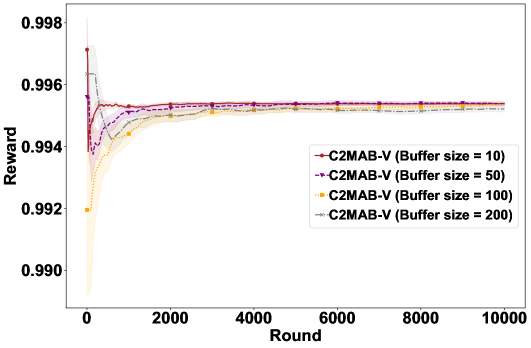 0.998
0.996
0.994
0.992
0.990
Reward
C2MAB-V (Buffer size = 10)
C2MAB-V (Buffer size = 50)
C2MAB-V (Buffer size = 100)
C2MAB-V (Buffer size = 200)
0 2000 4000 6000 8000 10000
Round